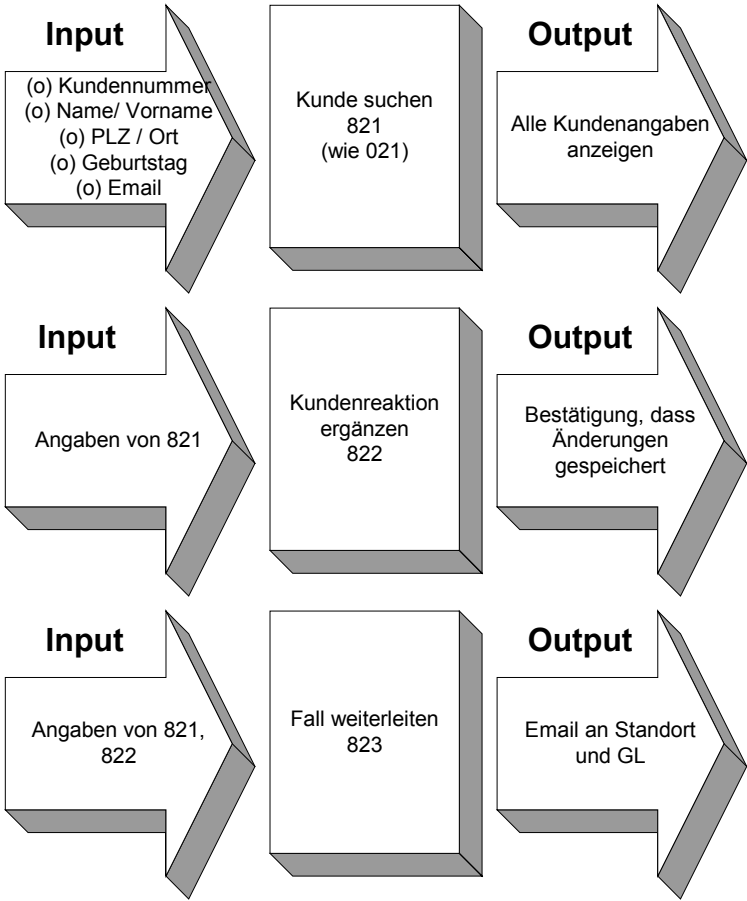 Input
(o) Kundennummer
(o) Name/ Vorname
(o) PLZ / Ort
(o) Geburtstag
(o) Email
Kunde suchen
821
(wie 021)
Output
Alle Kundenangaben
anzeigen
Input
Angaben von 821
Kundenreaktion
ergänzen
822
Output
Bestätigung, dass
Änderungen
gespeichert
Input
Angaben von 821,
822
Fall weiterleiten
823
Output
Email an Standort
und GL